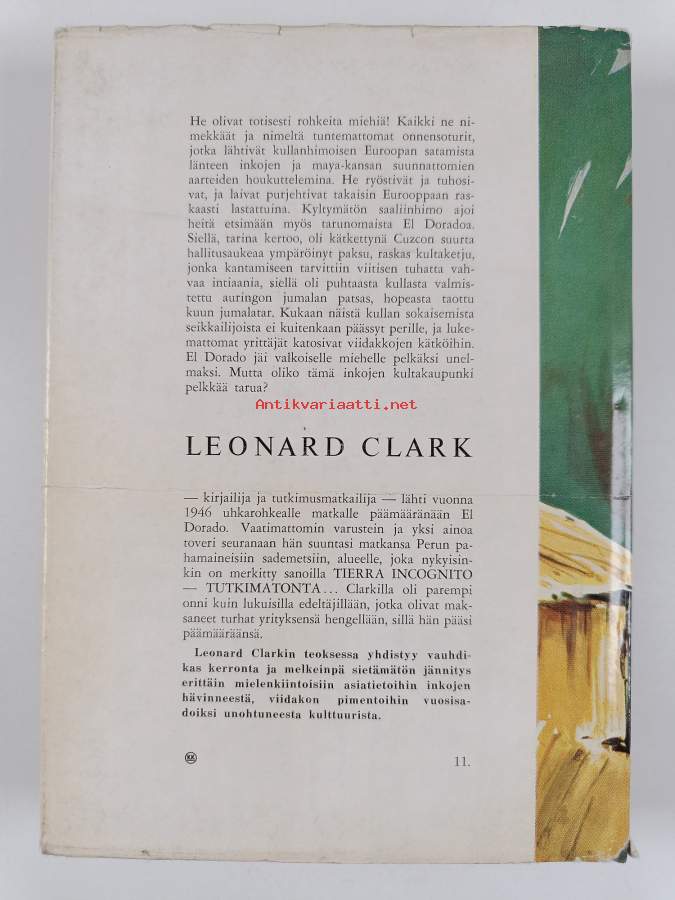 He olivat totisesti rohkeita miehiä! Kaikki ne ni-
mekkäät ja nimeltä tuntemattomat onnensoturit,
jotka lähtivät kullanhimoisen Euroopan satamista
länteen inkojen ja maya-kansan suunnattomien
aarteiden houkuttelemina. He ryöstivät ja tuhosi-
vat, ja laivat purjehtivat takaisin Eurooppaan ras-
kaasti lastattuina. Kyltymätön saaliinhimo ajoi
heitä etsimään myös tarunomaista El Doradoa.
Siellä, tarina kertoo, oli kätkettynä Cuzcon suurta
hallitusaukeaa ympäröinyt paksu, raskas kultaketju,
jonka kantamiseen tarvittiin viitisen tuhatta vah-
vaa intiaania, siellä oli puhtaasta kullasta valmis-
tettu auringon jumalan patsas, hopeasta taottu
kuun jumalatar. Kukaan näistä kullan sokaisemista
seikkailijoista ei kuitenkaan päässyt perille, ja luke-
mattomat yrittäjät katosivat viidakkojen kätköihin.
El Dorado jäi valkoiselle miehelle pelkäksi unel-
maksi. Mutta oliko tämä inkojen kultakaupunki
pelkkää tarua?
Antikvariaatti.net
LEONARD CLARK
— kirjailija ja tutkimusmatkailija — lähti vuonna
1946 uhkarohkealle matkalle päämääränään El
Dorado. Vaatimattomin varustein ja yksi ainoa
toveri seuranaan hän suuntasi matkansa Perun pa-
hamaineisiin sademetsiin, alueelle, joka nykyisin-
kin on merkitty sanoilla TIERRA INCOGNITO
— TUTKIMATONTA... Clarkilla oli parempi
onni kuin lukuisilla edeltäjillään, jotka olivat mak-
saneet turhat yrityksensä hengellään, sillä hän pääsi
päämääräänsä.
Leonard Clarkin teoksessa yhdistyy vauhdi-
kas kerronta ja melkeinpä sietämätön jännitys
erittäin mielenkiintoisiin asiatietoihin inkojen
hävinneestä, viidakon pimentoihin vuosisa-
doiksi unohtuneesta kulttuurista.
KK
11.